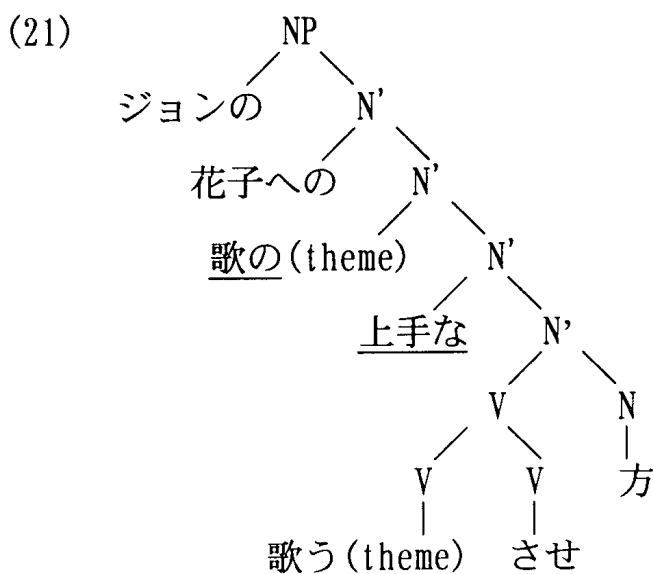 (21) NP
ジョンの N'
花子への N'
歌の(theme) N'
上手な N'
V N
V V 方
歌う(theme) させ